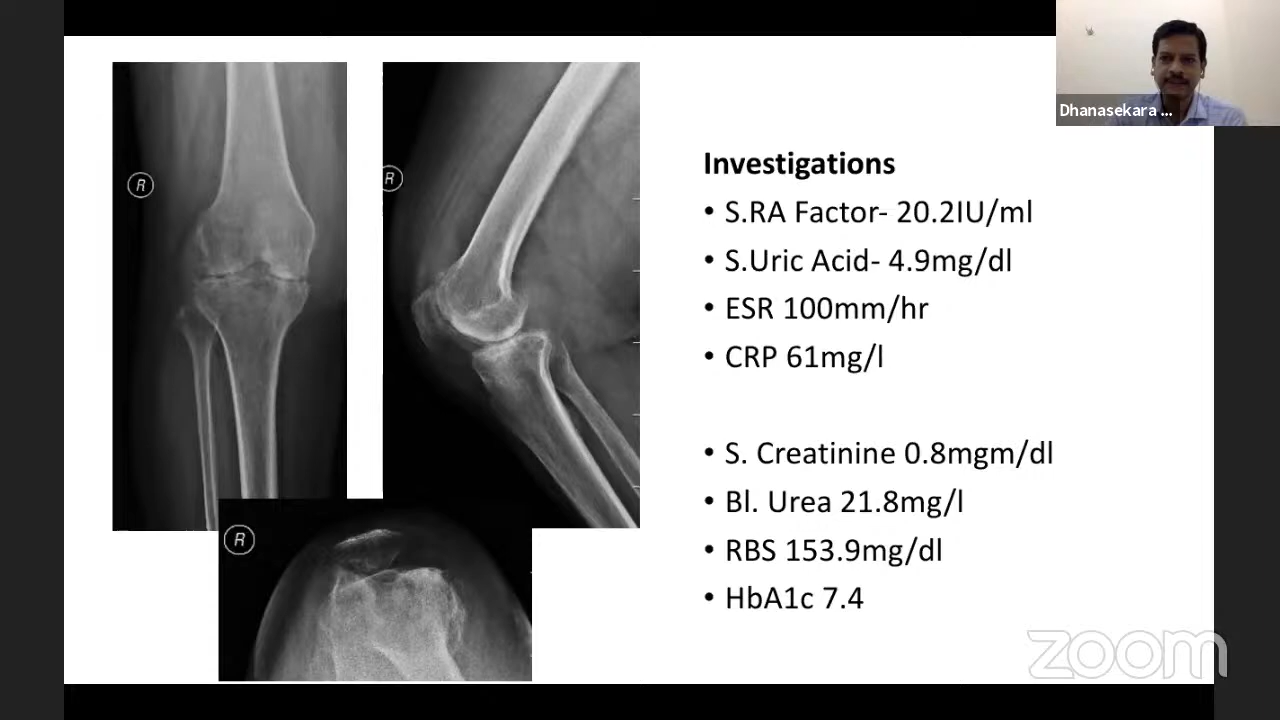 Dhanasekara ...
R
R
Investigations
• S.RA Factor- 20.2IU/ml
• S.Uric Acid- 4.9mg/dl
• ESR 100mm/hr
• CRP 61mg/l
• S. Creatinine 0.8mgm/dl
• Bl. Urea 21.8mg/l
• RBS 153.9mg/dl
• HbA1c 7.4
R
zoom